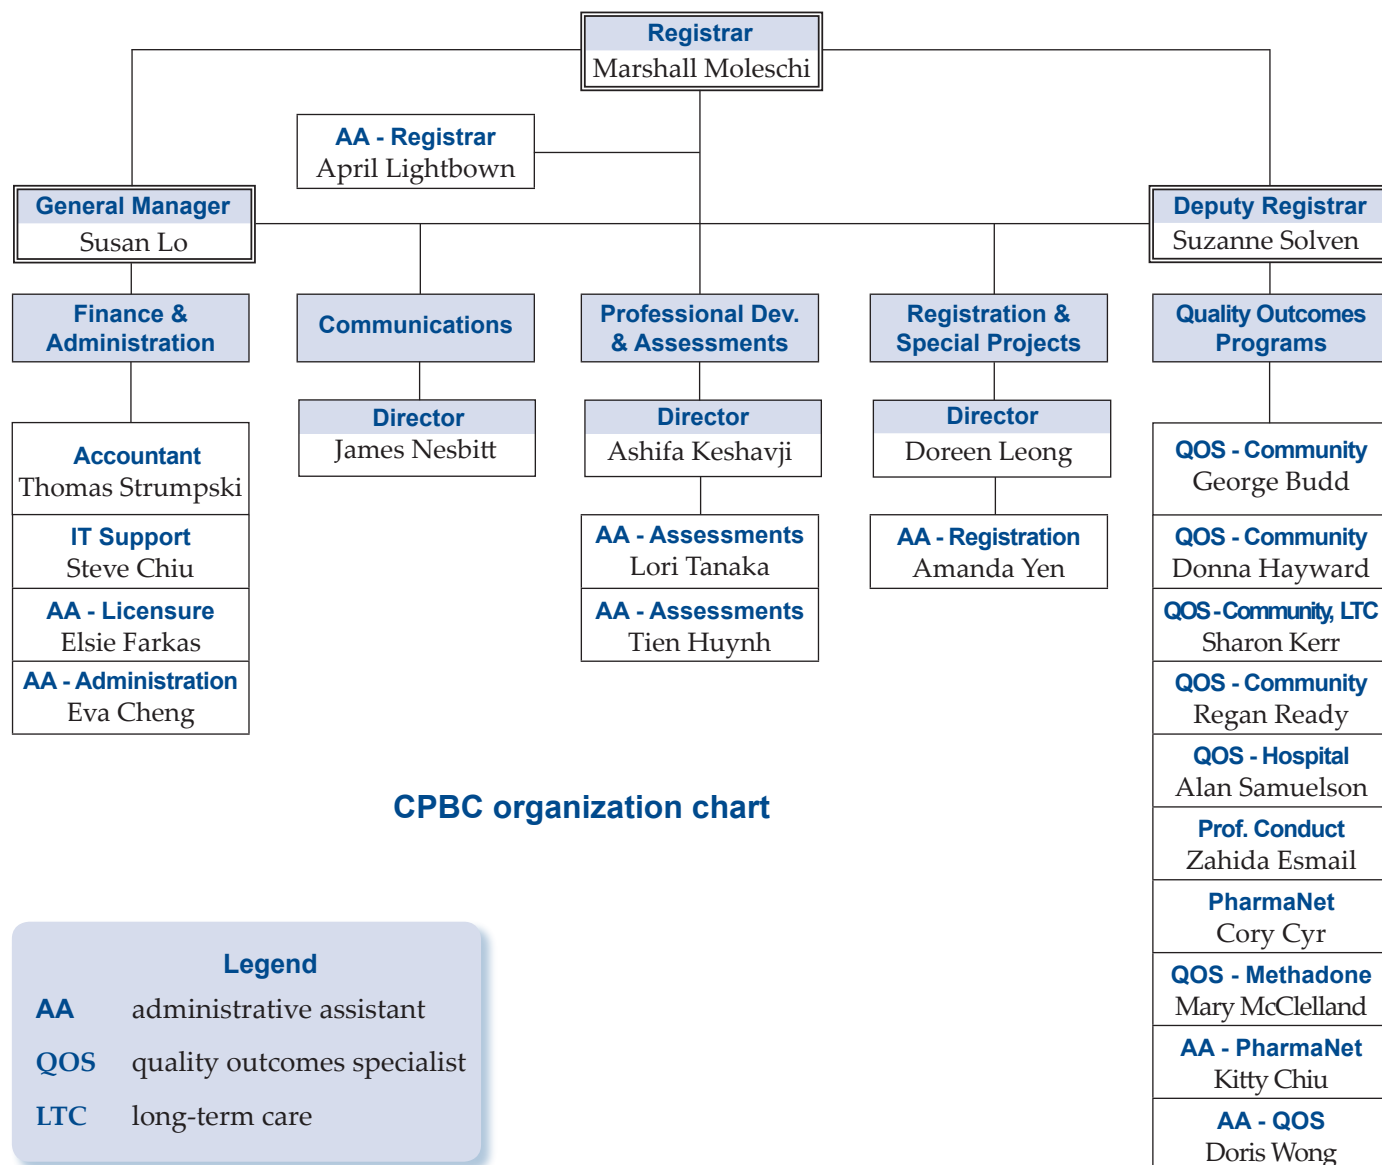 Registrar
Marshall Moleschi
AA - Registrar
April Lightbown
General Manager
Susan Lo
Deputy Registrar
Suzanne Solven
Finance &
Administration
Communications
Professional Dev.
& Assessments
Registration &
Special Projects
Quality Outcomes
Programs
Accountant
Thomas Strumpski
IT Support
Steve Chiu
AA - Licensure
Elsie Farkas
AA - Administration
Eva Cheng
Director
James Nesbitt
Director
Ashifa Keshavji
AA - Assessments
Lori Tanaka
AA - Assessments
Tien Huynh
Director
Doreen Leong
AA - Registration
Amanda Yen
QOS - Community
George Budd
QOS - Community
Donna Hayward
QOS - Community, LTC
Sharon Kerr
QOS - Community
Regan Ready
QOS - Hospital
Alan Samuelson
Prof. Conduct
Zahida Esmail
PharmaNet
Cory Cyr
QOS - Methadone
Mary McClelland
AA - PharmaNet
Kitty Chiu
AA - QOS
Doris Wong
CPBC organization chart
Legend
AA administrative assistant
QOS quality outcomes specialist
LTC long-term care